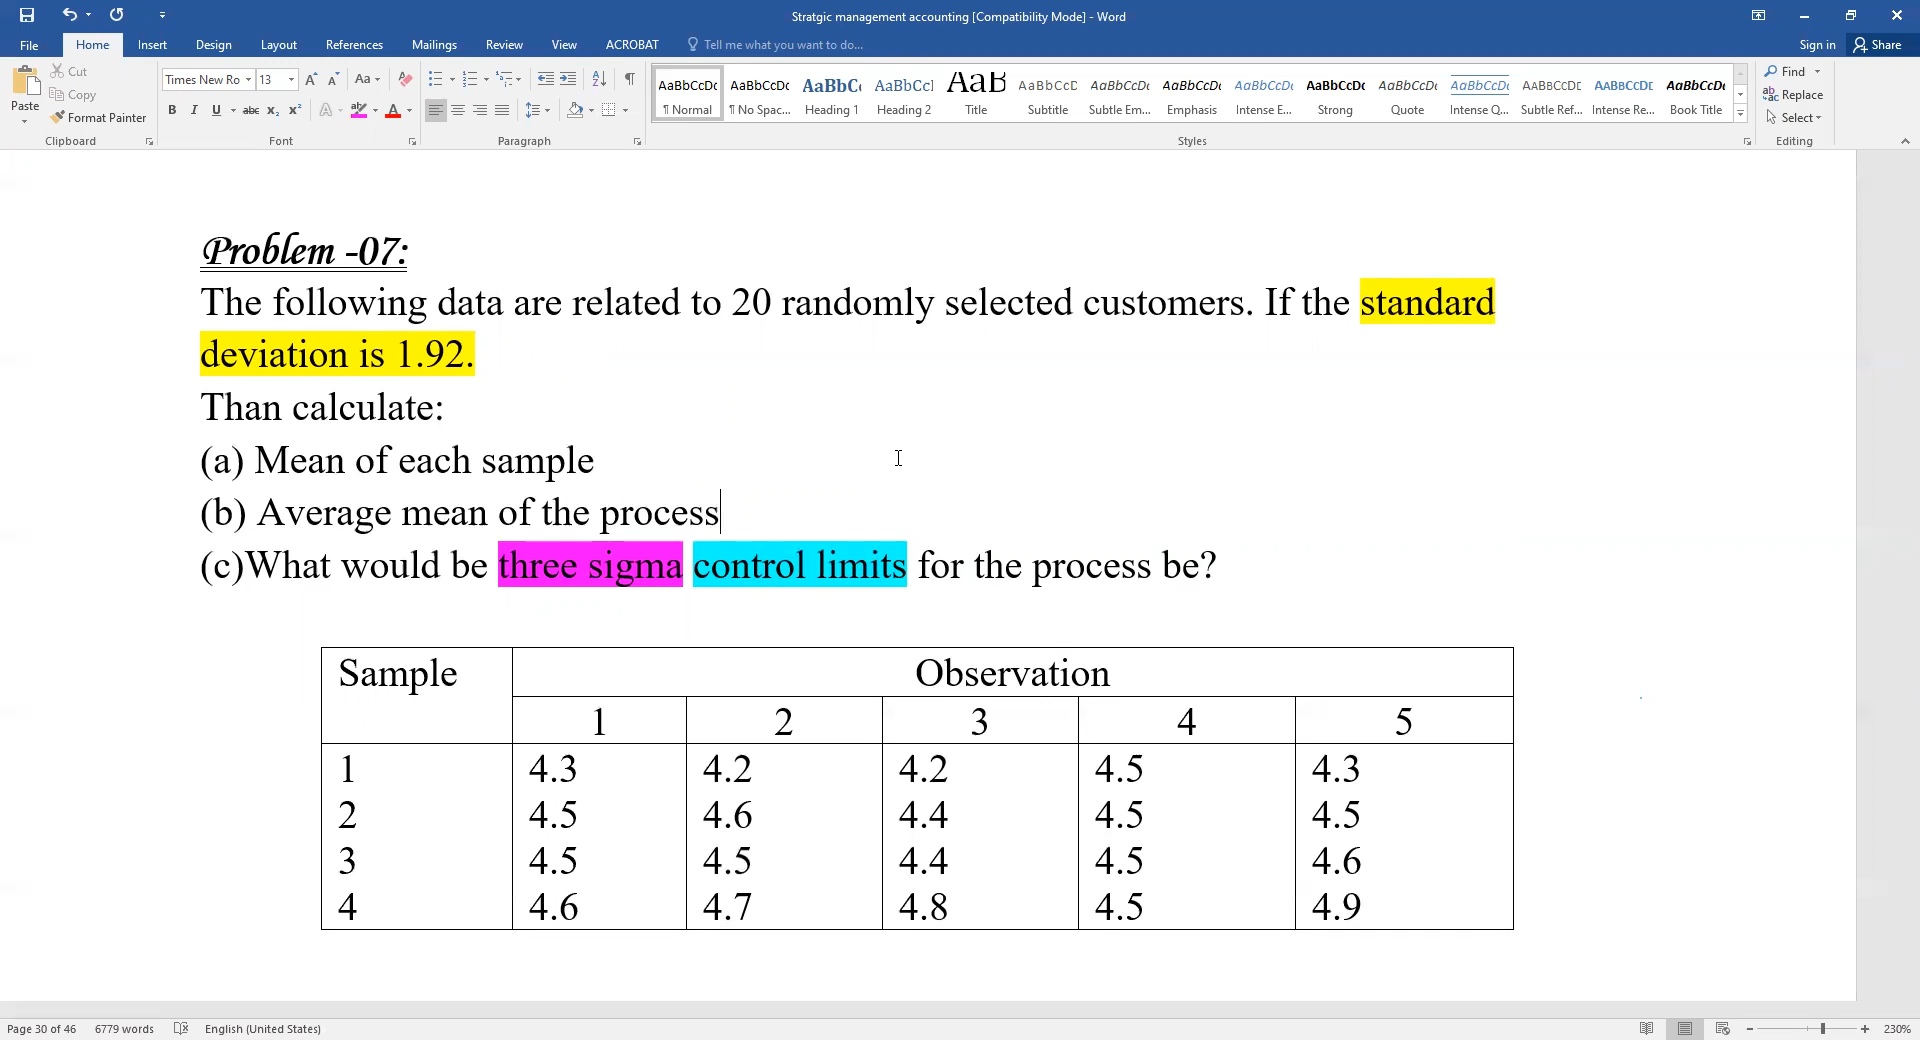 Stratgic management accounting [Compatibility Mode] - Word
File Home Insert Design Layout References Mailings Review View ACROBAT Tell me what you want to do... Sign in Share
Paste Cut Copy Format Painter
Times New Ro 13
AaBbCcDc AaBbCcDc AaBbC AaBbCcI AaB AaBbCcD AaBbCcDc AaBbCcDc AaBbCcDc AaBbCcDc AaBbCcDc AaBbCcDc AABBCCDE AABBCCDE AaBbCcDc
¶ Normal ¶ No Spac... Heading 1 Heading 2 Title Subtitle Subtle Em... Emphasis Intense E... Strong Quote Intense Q... Subtle Ref... Intense Re... Book Title
Find Replace Select
Clipboard Font Paragraph Styles Editing
Problem -07:
The following data are related to 20 randomly selected customers. If the standard
deviation is 1.92.
Than calculate:
(a) Mean of each sample
(b) Average mean of the process
(c)What would be three sigma control limits for the process be?
Sample Observation
1 2 3 4 5
1 4.3 4.2 4.2 4.5 4.3
2 4.5 4.6 4.4 4.5 4.5
3 4.5 4.5 4.4 4.5 4.6
4 4.6 4.7 4.8 4.5 4.9
Page 30 of 46 6779 words English (United States) 230%